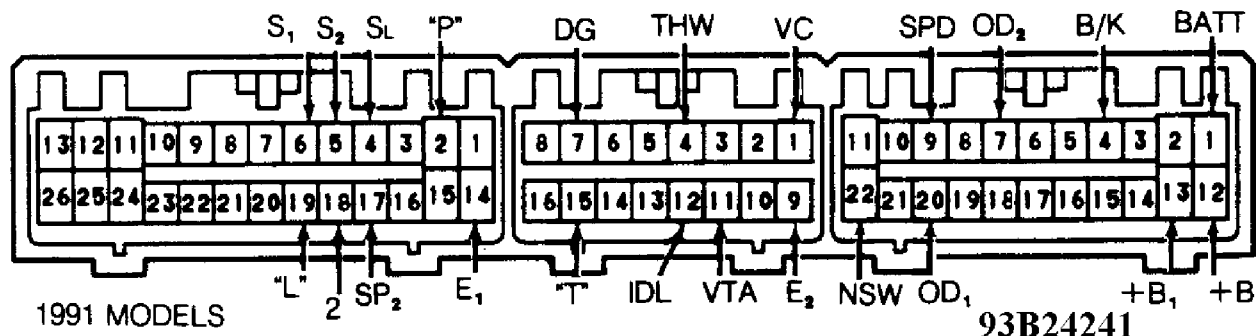 S₁ S₂ SL "P" DG THW VC SPD OD₂ B/K BATT
13 12 11 10 9 8 7 6 5 4 3 2 1 8 7 6 5 4 3 2 1 11 10 9 8 7 6 5 4 3 2 1
26 25 24 23 22 21 20 19 18 17 16 15 14 16 15 14 13 12 11 10 9 22 21 20 19 18 17 16 15 14 13 12
"L" 2 SP₂ E₁ "T" IDL VTA E₂ NSW OD₁ +B₁ +B
1991 MODELS
93B24241